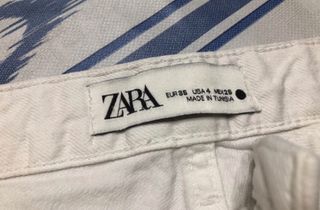 ZARA
EUR 36 USA 4 MEX 26
MADE IN TUNISIA